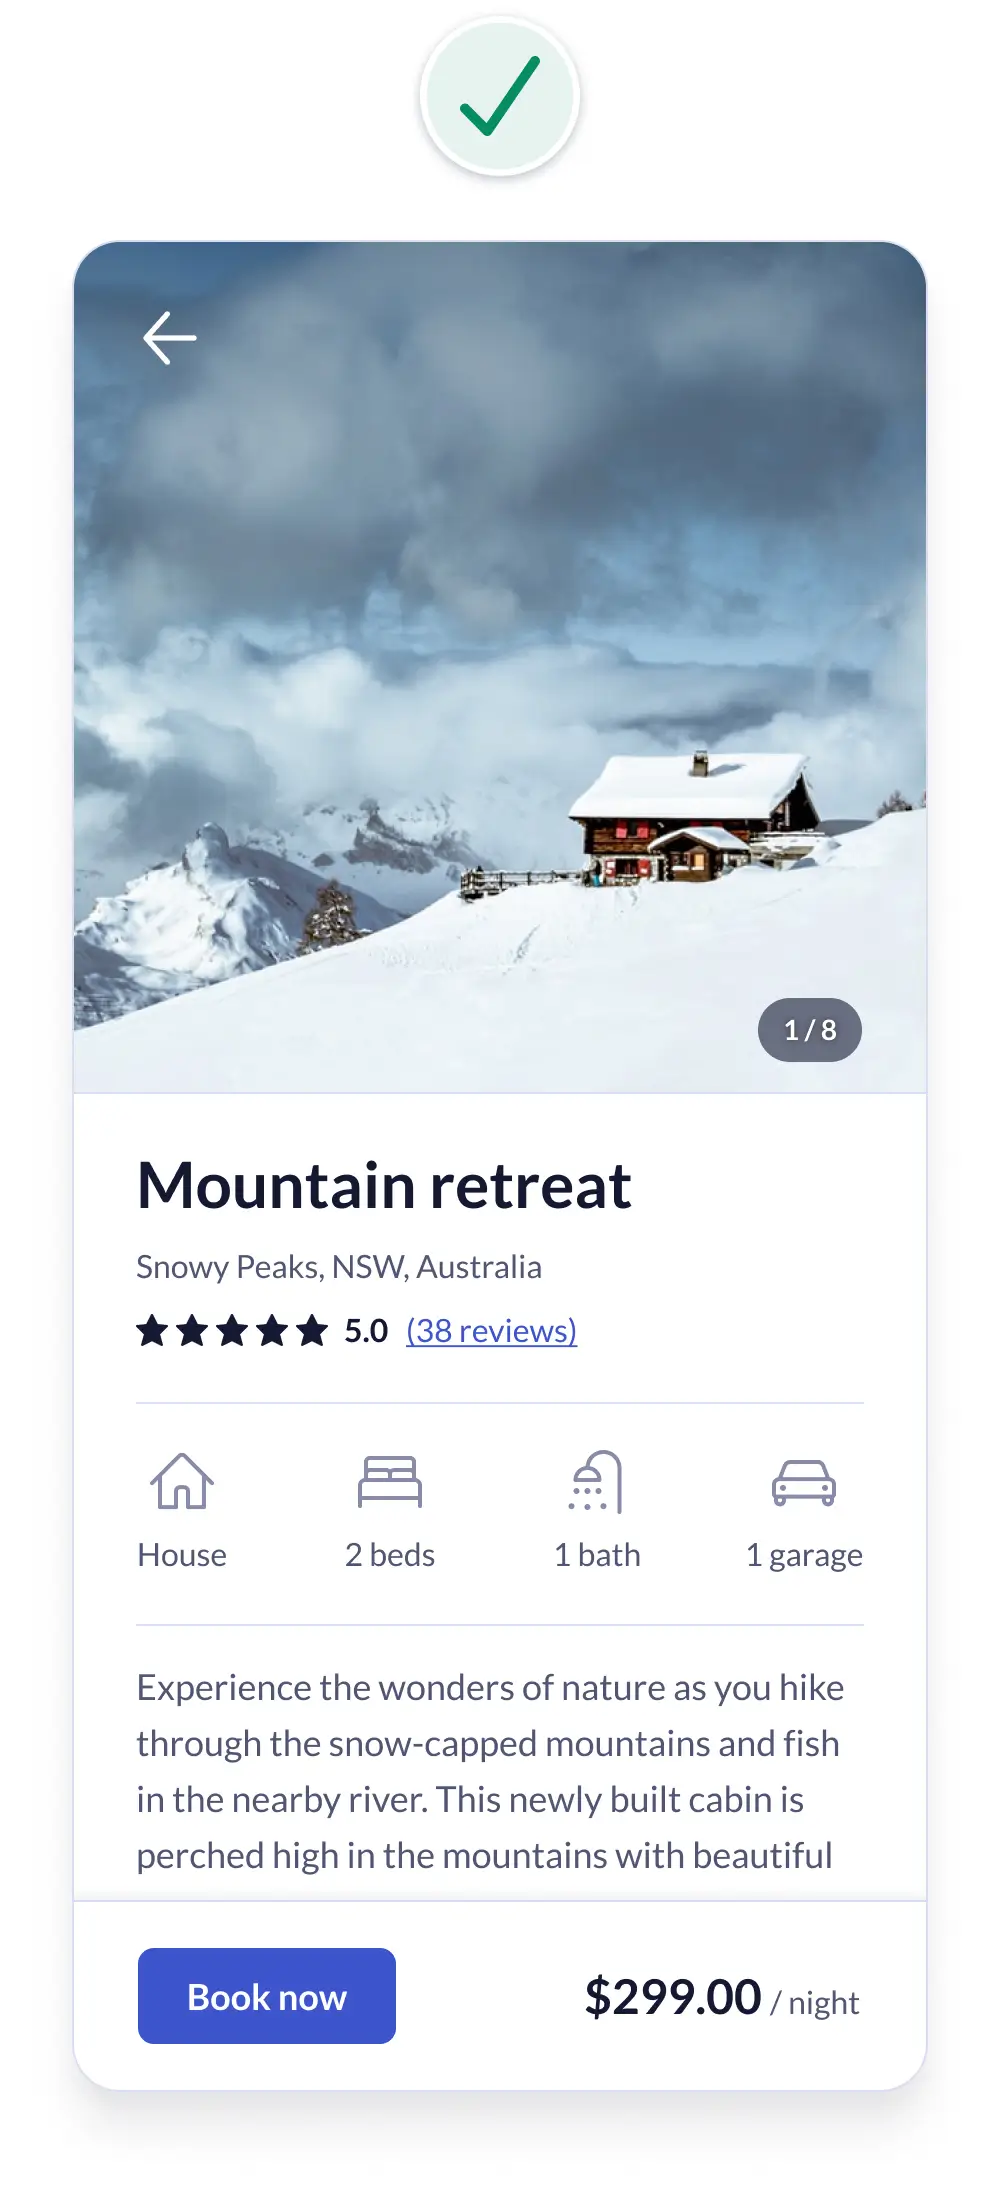 1 / 8
Mountain retreat
Snowy Peaks, NSW, Australia
5.0 (38 reviews)
House 2 beds 1 bath 1 garage
Experience the wonders of nature as you hike
through the snow-capped mountains and fish
in the nearby river. This newly built cabin is
perched high in the mountains with beautiful
Book now $299.00 / night